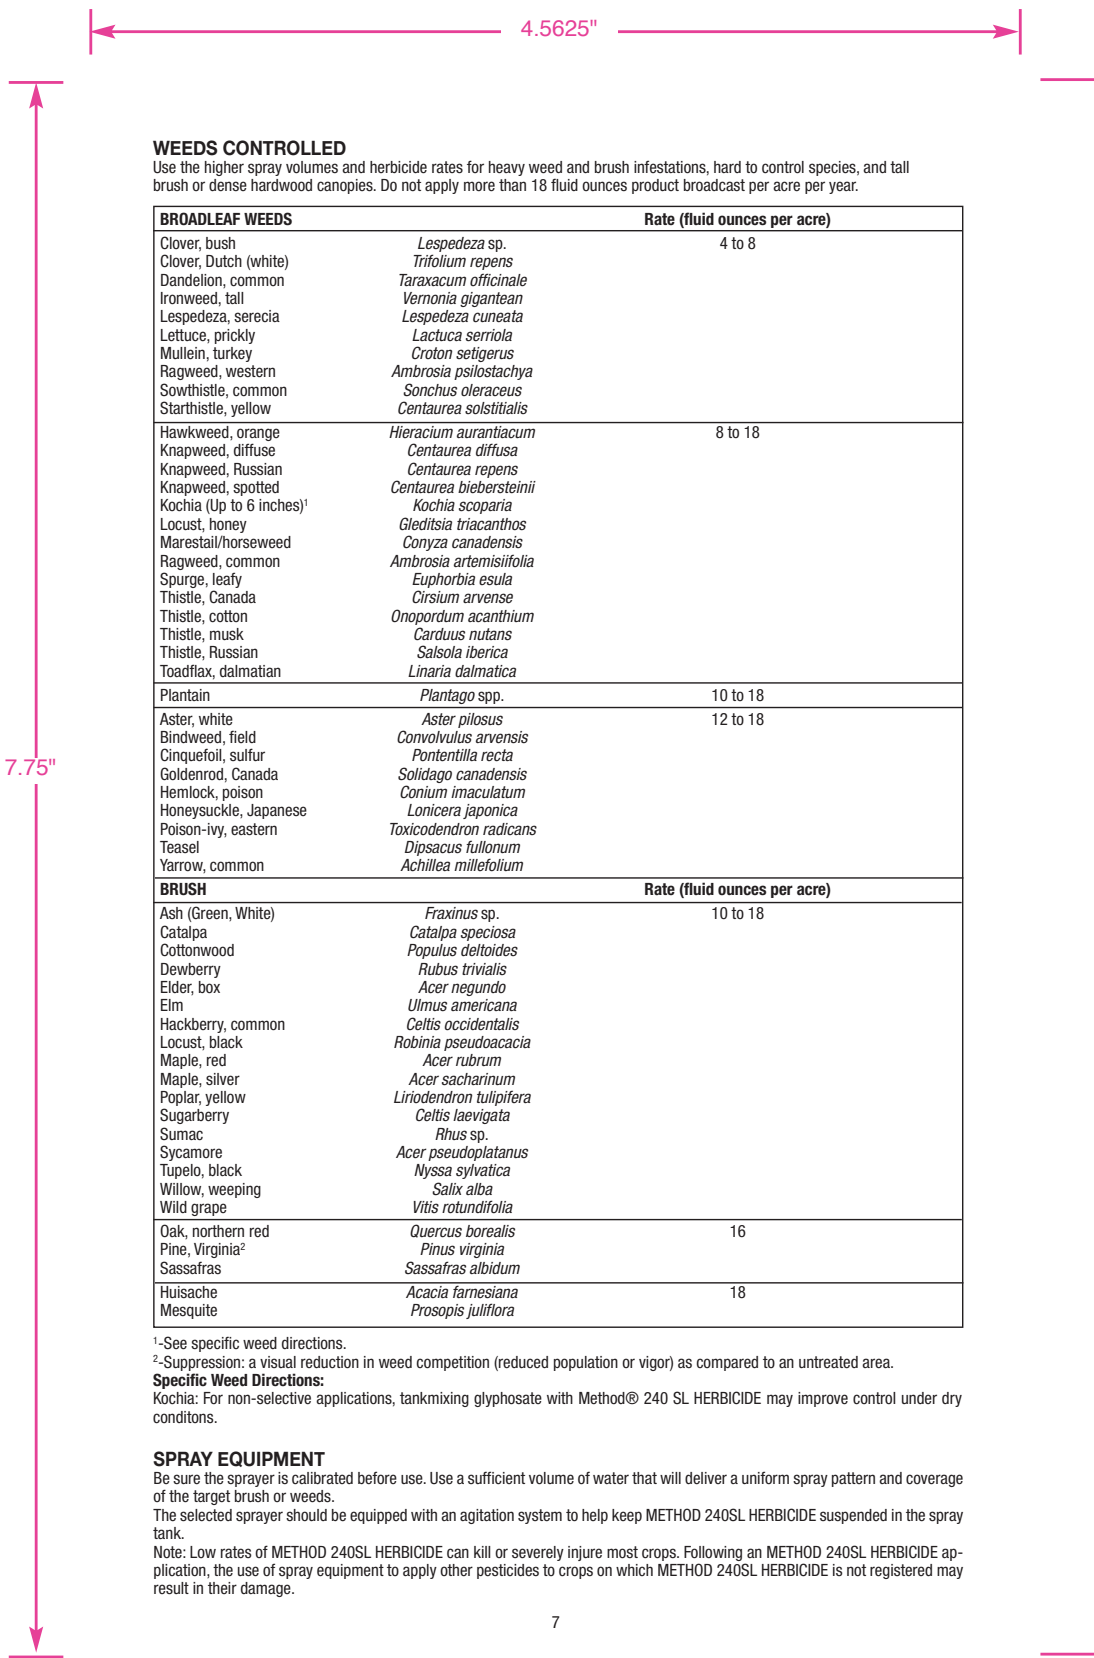 4.5625"
7.75"
WEEDS CONTROLLED
Use the higher spray volumes and herbicide rates for heavy weed and brush infestations, hard to control species, and tall
brush or dense hardwood canopies. Do not apply more than 18 fluid ounces product broadcast per acre per year.
BROADLEAF WEEDS Rate (fluid ounces per acre)
Clover, bush Lespedeza sp. 4 to 8
Clover, Dutch (white) Trifolium repens
Dandelion, common Taraxacum officinale
Ironweed, tall Vernonia gigantean
Lespedeza, serecia Lespedeza cuneata
Lettuce, prickly Lactuca serriola
Mullein, turkey Croton setigerus
Ragweed, western Ambrosia psilostachya
Sowthistle, common Sonchus oleraceus
Starthistle, yellow Centaurea solstitialis
Hawkweed, orange Hieracium aurantiacum 8 to 18
Knapweed, diffuse Centaurea diffusa
Knapweed, Russian Centaurea repens
Knapweed, spotted Centaurea biebersteinii
Kochia (Up to 6 inches)¹ Kochia scoparia
Locust, honey Gleditsia triacanthos
Marestail/horseweed Conyza canadensis
Ragweed, common Ambrosia artemisiifolia
Spurge, leafy Euphorbia esula
Thistle, Canada Cirsium arvense
Thistle, cotton Onopordum acanthium
Thistle, musk Carduus nutans
Thistle, Russian Salsola iberica
Toadflax, dalmatian Linaria dalmatica
Plantain Plantago spp. 10 to 18
Aster, white Aster pilosus 12 to 18
Bindweed, field Convolvulus arvensis
Cinquefoil, sulfur Pontentilla recta
Goldenrod, Canada Solidago canadensis
Hemlock, poison Conium imaculatum
Honeysuckle, Japanese Lonicera japonica
Poison-ivy, eastern Toxicodendron radicans
Teasel Dipsacus fullonum
Yarrow, common Achillea millefolium
BRUSH Rate (fluid ounces per acre)
Ash (Green, White) Fraxinus sp. 10 to 18
Catalpa Catalpa speciosa
Cottonwood Populus deltoides
Dewberry Rubus trivialis
Elder, box Acer negundo
Elm Ulmus americana
Hackberry, common Celtis occidentalis
Locust, black Robinia pseudoacacia
Maple, red Acer rubrum
Maple, silver Acer sacharinum
Poplar, yellow Liriodendron tulipifera
Sugarberry Celtis laevigata
Sumac Rhus sp.
Sycamore Acer pseudoplatanus
Tupelo, black Nyssa sylvatica
Willow, weeping Salix alba
Wild grape Vitis rotundifolia
Oak, northern red Quercus borealis 16
Pine, Virginia² Pinus virginia
Sassafras Sassafras albidum
Huisache Acacia farnesiana 18
Mesquite Prosopis juliflora
¹-See specific weed directions.
²-Suppression: a visual reduction in weed competition (reduced population or vigor) as compared to an untreated area.
Specific Weed Directions:
Kochia: For non-selective applications, tankmixing glyphosate with Method® 240 SL HERBICIDE may improve control under dry
conditons.
SPRAY EQUIPMENT
Be sure the sprayer is calibrated before use. Use a sufficient volume of water that will deliver a uniform spray pattern and coverage
of the target brush or weeds.
The selected sprayer should be equipped with an agitation system to help keep METHOD 240SL HERBICIDE suspended in the spray
tank.
Note: Low rates of METHOD 240SL HERBICIDE can kill or severely injure most crops. Following an METHOD 240SL HERBICIDE ap-
plication, the use of spray equipment to apply other pesticides to crops on which METHOD 240SL HERBICIDE is not registered may
result in their damage.
7